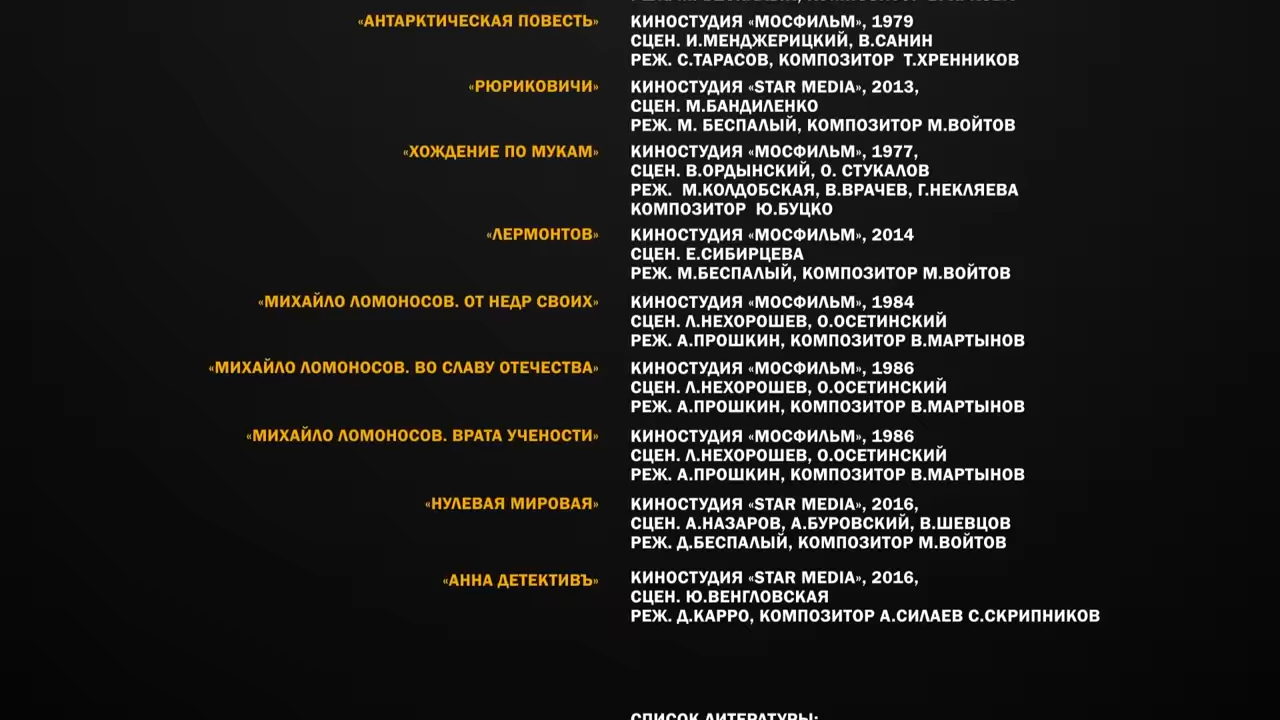 «АНТАРКТИЧЕСКАЯ ПОВЕСТЬ» КИНОСТУДИЯ «МОСФИЛЬМ», 1979
СЦЕН. И.МЕНДЖЕРИЦКИЙ, В.САНИН
РЕЖ. С.ТАРАСОВ, КОМПОЗИТОР Т.ХРЕННИКОВ
«РЮРИКОВИЧИ» КИНОСТУДИЯ «STAR MEDIA», 2013,
СЦЕН. М.БАНДИЛЕНКО
РЕЖ. М. БЕСПАЛЫЙ, КОМПОЗИТОР М.ВОЙТОВ
«ХОЖДЕНИЕ ПО МУКАМ» КИНОСТУДИЯ «МОСФИЛЬМ», 1977,
СЦЕН. В.ОРДЫНСКИЙ, О. СТУКАЛОВ
РЕЖ. М.КОЛДОБСКАЯ, В.ВРАЧЕВ, Г.НЕКЛЯЕВА
КОМПОЗИТОР Ю.БУЦКО
«ЛЕРМОНТОВ» КИНОСТУДИЯ «МОСФИЛЬМ», 2014
СЦЕН. Е.СИБИРЦЕВА
РЕЖ. М.БЕСПАЛЫЙ, КОМПОЗИТОР М.ВОЙТОВ
«МИХАЙЛО ЛОМОНОСОВ. ОТ НЕДР СВОИХ» КИНОСТУДИЯ «МОСФИЛЬМ», 1984
СЦЕН. Л.НЕХОРОШЕВ, О.ОСЕТИНСКИЙ
РЕЖ. А.ПРОШКИН, КОМПОЗИТОР В.МАРТЫНОВ
«МИХАЙЛО ЛОМОНОСОВ. ВО СЛАВУ ОТЕЧЕСТВА» КИНОСТУДИЯ «МОСФИЛЬМ», 1986
СЦЕН. Л.НЕХОРОШЕВ, О.ОСЕТИНСКИЙ
РЕЖ. А.ПРОШКИН, КОМПОЗИТОР В.МАРТЫНОВ
«МИХАЙЛО ЛОМОНОСОВ. ВРАТА УЧЕНОСТИ» КИНОСТУДИЯ «МОСФИЛЬМ», 1986
СЦЕН. Л.НЕХОРОШЕВ, О.ОСЕТИНСКИЙ
РЕЖ. А.ПРОШКИН, КОМПОЗИТОР В.МАРТЫНОВ
«НУЛЕВАЯ МИРОВАЯ» КИНОСТУДИЯ «STAR MEDIA», 2016,
СЦЕН. А.НАЗАРОВ, А.БУРОВСКИЙ, В.ШЕВЦОВ
РЕЖ. Д.БЕСПАЛЫЙ, КОМПОЗИТОР М.ВОЙТОВ
«АННА ДЕТЕКТИВЪ» КИНОСТУДИЯ «STAR MEDIA», 2016,
СЦЕН. Ю.ВЕНГЛОВСКАЯ
РЕЖ. Д.КАРРО, КОМПОЗИТОР А.СИЛАЕВ С.СКРИПНИКОВ
СПИСОК ЛИТЕРАТУРЫ: